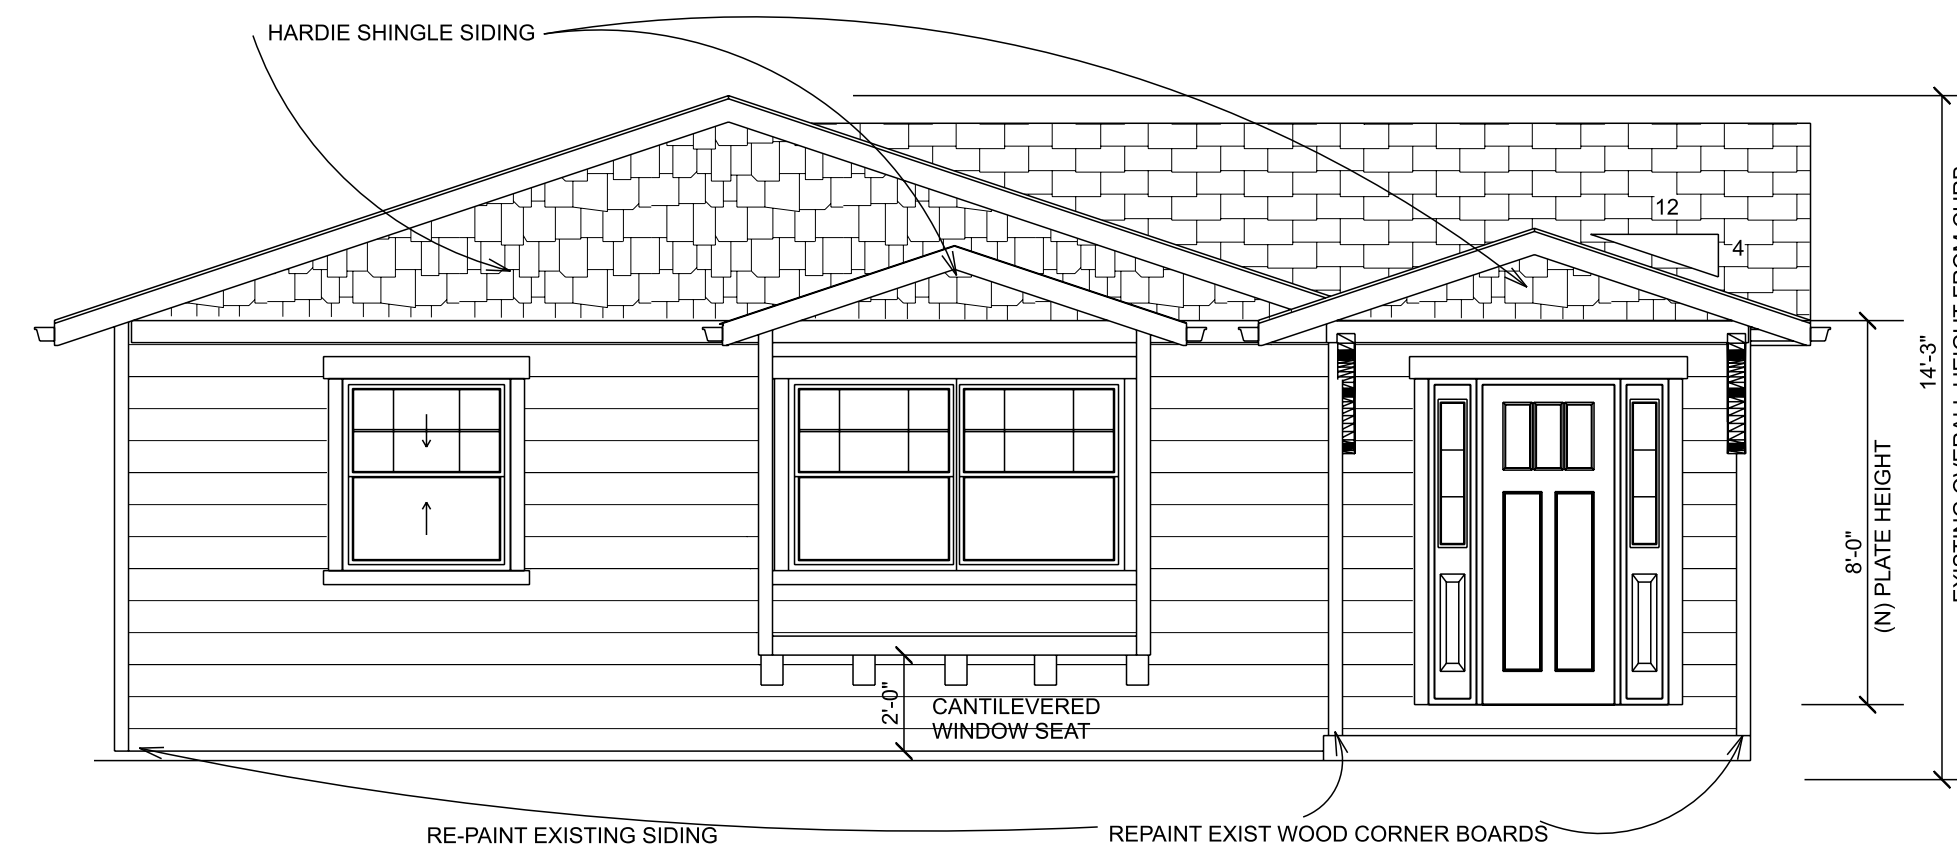 HARDIE SHINGLE SIDING
12
4
14'-3"
8'-0"
(N) PLATE HEIGHT
2'-0"
CANTILEVERED
WINDOW SEAT
RE-PAINT EXISTING SIDING
REPAINT EXIST WOOD CORNER BOARDS